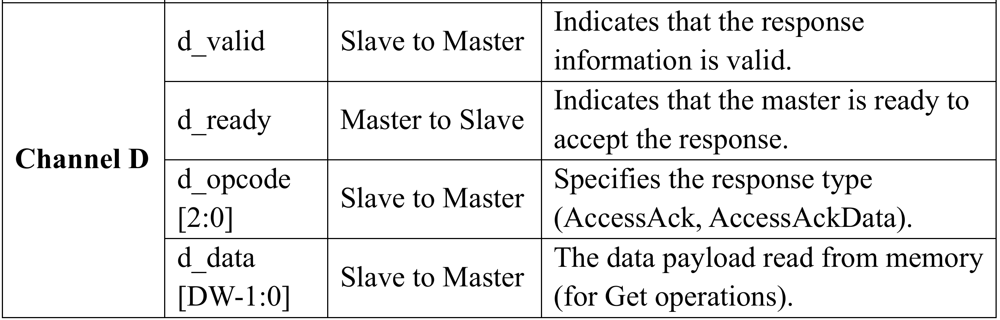 Channel D
d_valid
Slave to Master
Indicates that the response
information is valid.
d_ready
Master to Slave
Indicates that the master is ready to
accept the response.
d_opcode
[2:0]
Slave to Master
Specifies the response type
(AccessAck, AccessAckData).
d_data
[DW-1:0]
Slave to Master
The data payload read from memory
(for Get operations).